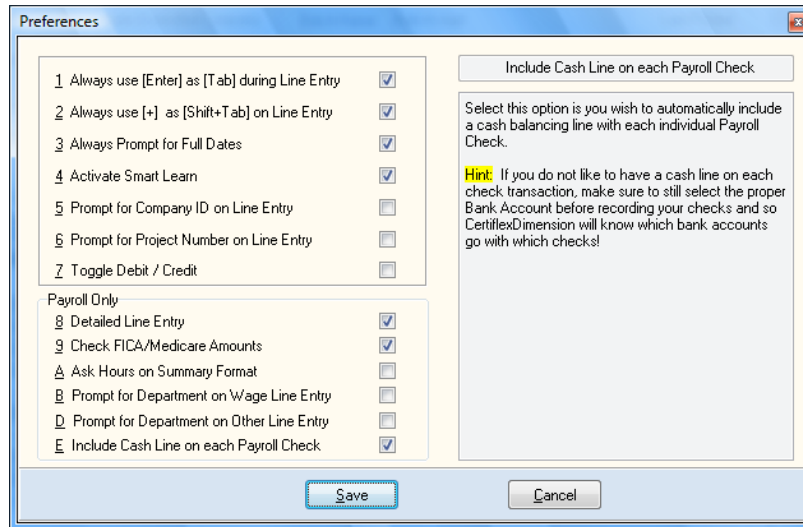 Preferences
1 Always use [Enter] as [Tab] during Line Entry
2 Always use [+] as [Shift+Tab] on Line Entry
3 Always Prompt for Full Dates
4 Activate Smart Learn
5 Prompt for Company ID on Line Entry
6 Prompt for Project Number on Line Entry
7 Toggle Debit / Credit
Payroll Only
8 Detailed Line Entry
9 Check FICA/Medicare Amounts
A Ask Hours on Summary Format
B Prompt for Department on Wage Line Entry
D Prompt for Department on Other Line Entry
E Include Cash Line on each Payroll Check
Include Cash Line on each Payroll Check
Select this option is you wish to automatically include
a cash balancing line with each individual Payroll
Check.
Hint: If you do not like to have a cash line on each
check transaction, make sure to still select the proper
Bank Account before recording your checks and so
CertiflexDimension will know which bank accounts
go with which checks!
Save
Cancel